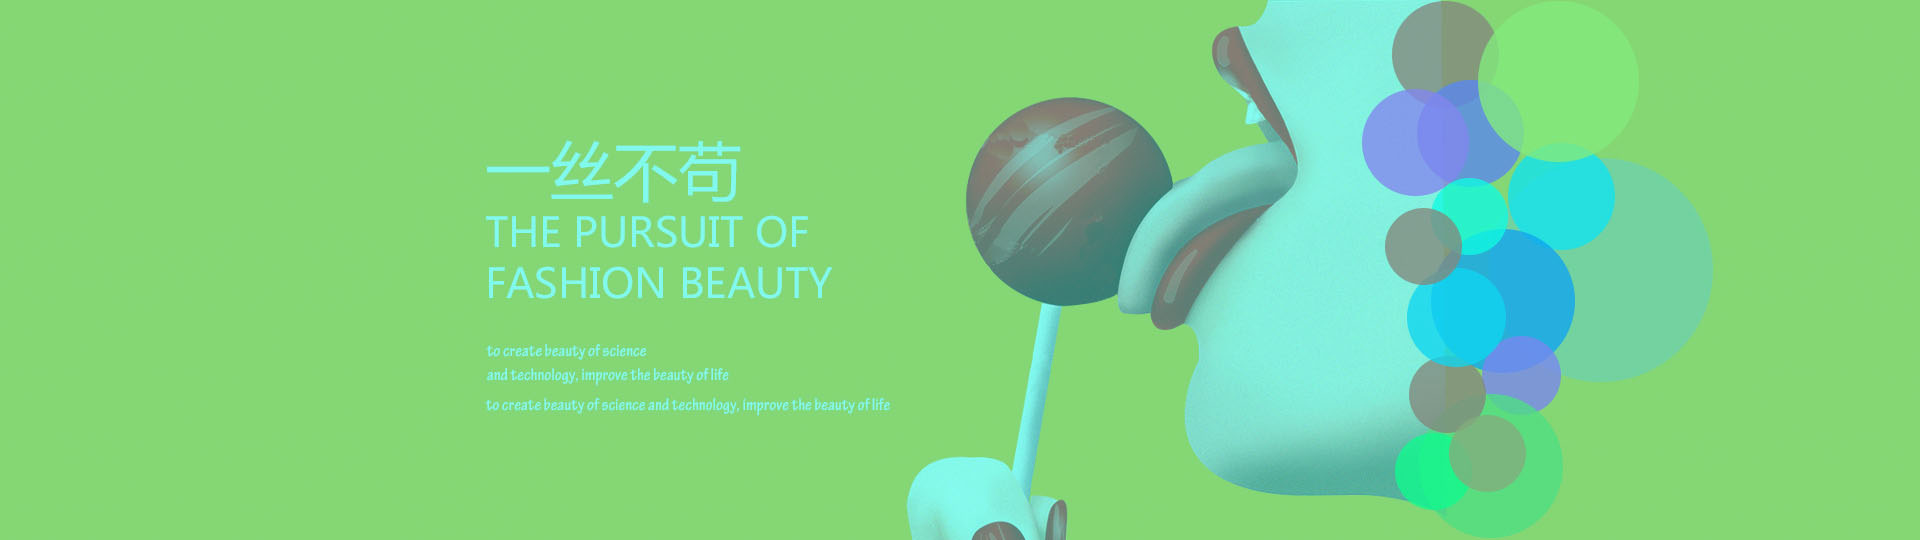 一丝不苟
THE PURSUIT OF
FASHION BEAUTY
to create beauty of science
and technology, improve the beauty of life
to create beauty of science and technology, improve the beauty of life